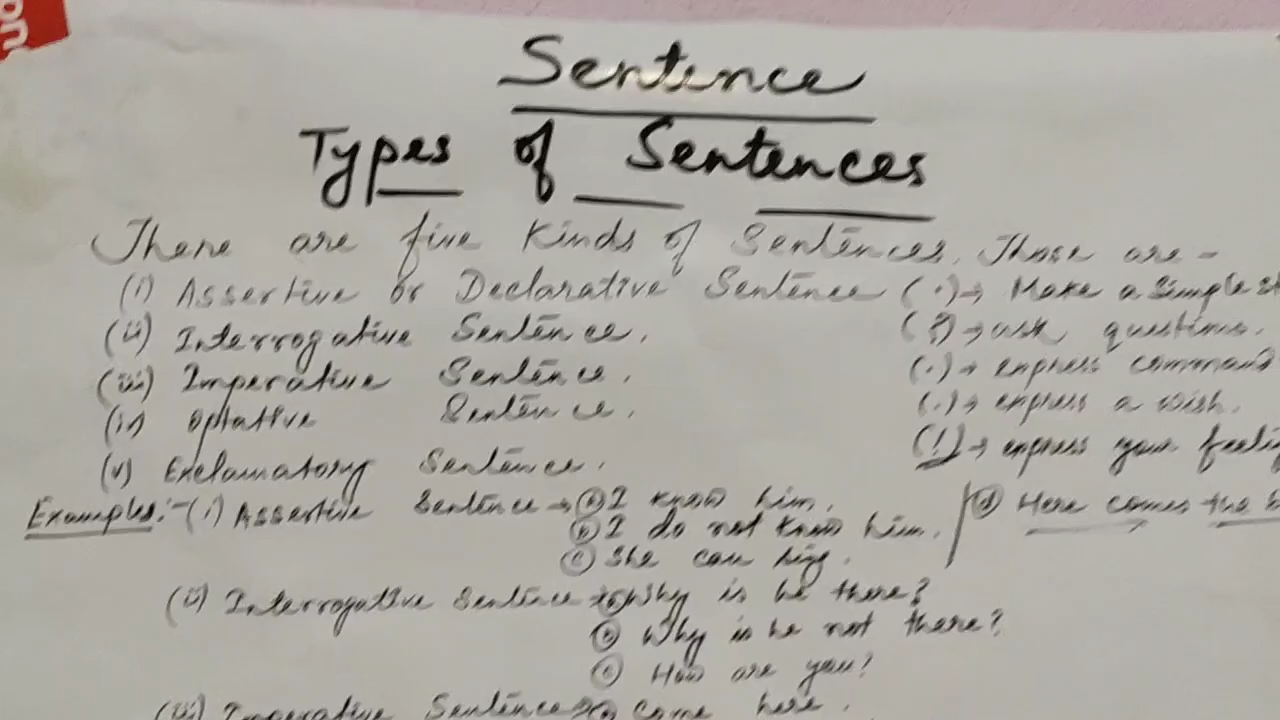 Sentence
Types of Sentences
There are five Kinds of Sentences. Those are -
(i) Assertive or Declarative Sentence (.)→ Make a Simple
(ii) Interrogative Sentence. (?)→ ask questions.
(iii) Imperative Sentence. (.)→ express command
(iv) Optative Sentence. (.)→ express a wish.
(v) Exclamatory Sentence. (!)→ express your
Examples:- (i) Assertive Sentence → (a) I know him. (d) Here comes the
(b) I do not know him.
(c) She can
(ii) Interrogative Sentence → (a) Why is he there?
(b) Why is he not there?
(c) How are you?
(iii) Imperative Sentence → (a) Come here.